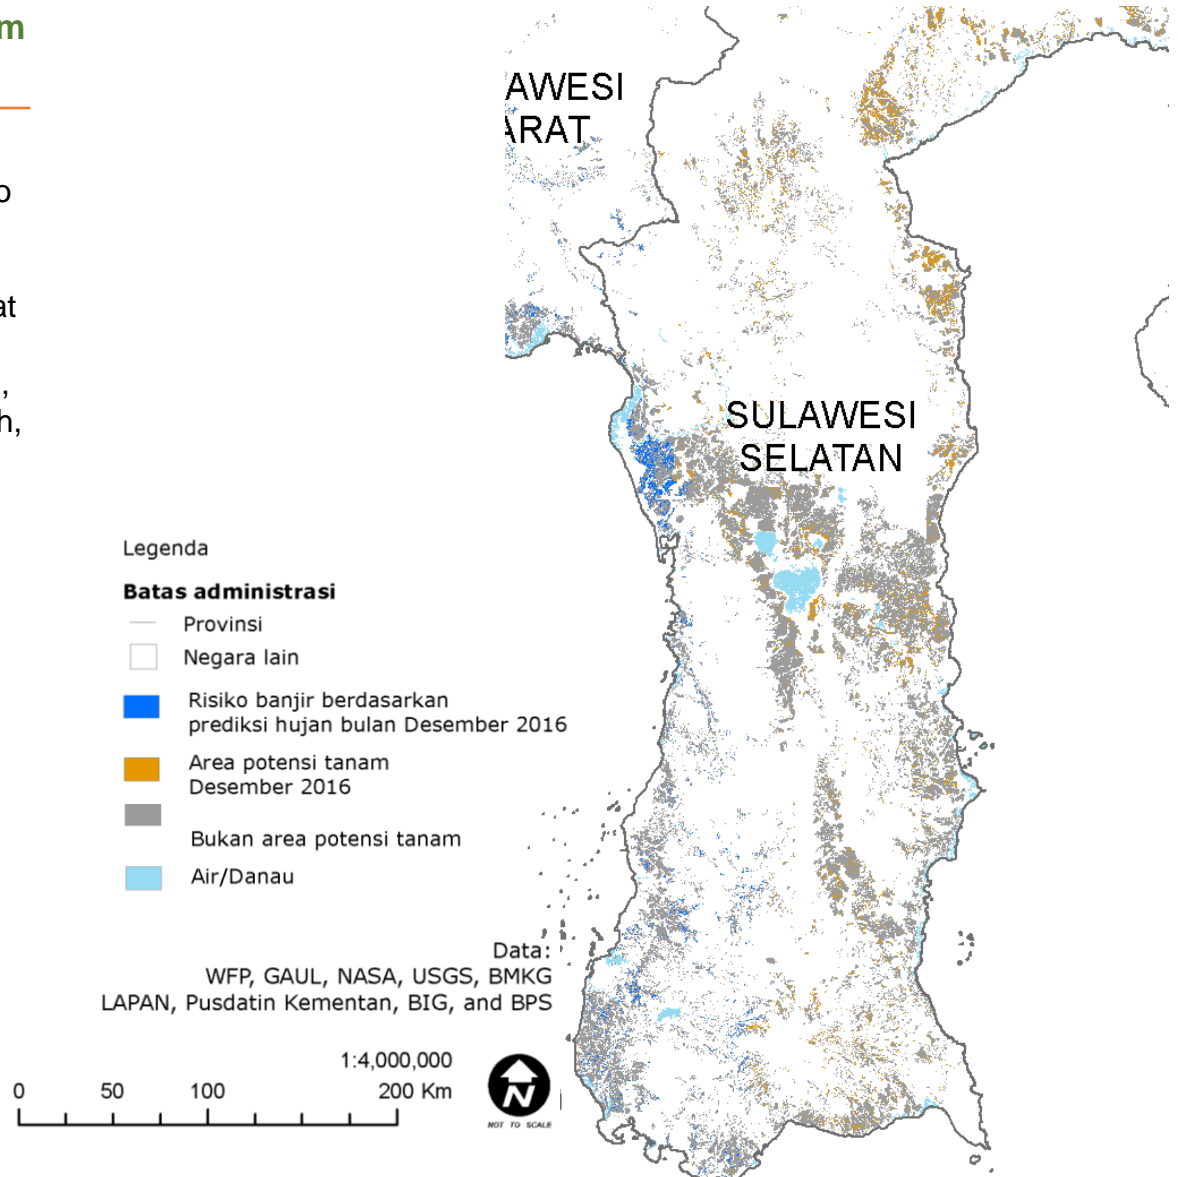 m
o
at
,
h,
AWESI
ARAT
SULAWESI
SELATAN
Legenda
Batas administrasi
Provinsi
Negara lain
Risiko banjir berdasarkan
prediksi hujan bulan Desember 2016
Area potensi tanam
Desember 2016
Bukan area potensi tanam
Air/Danau
Data:
WFP, GAUL, NASA, USGS, BMKG
LAPAN, Pusdatin Kementan, BIG, and BPS
1:4,000,000
0 50 100 200 Km
N
NOT TO SCALE